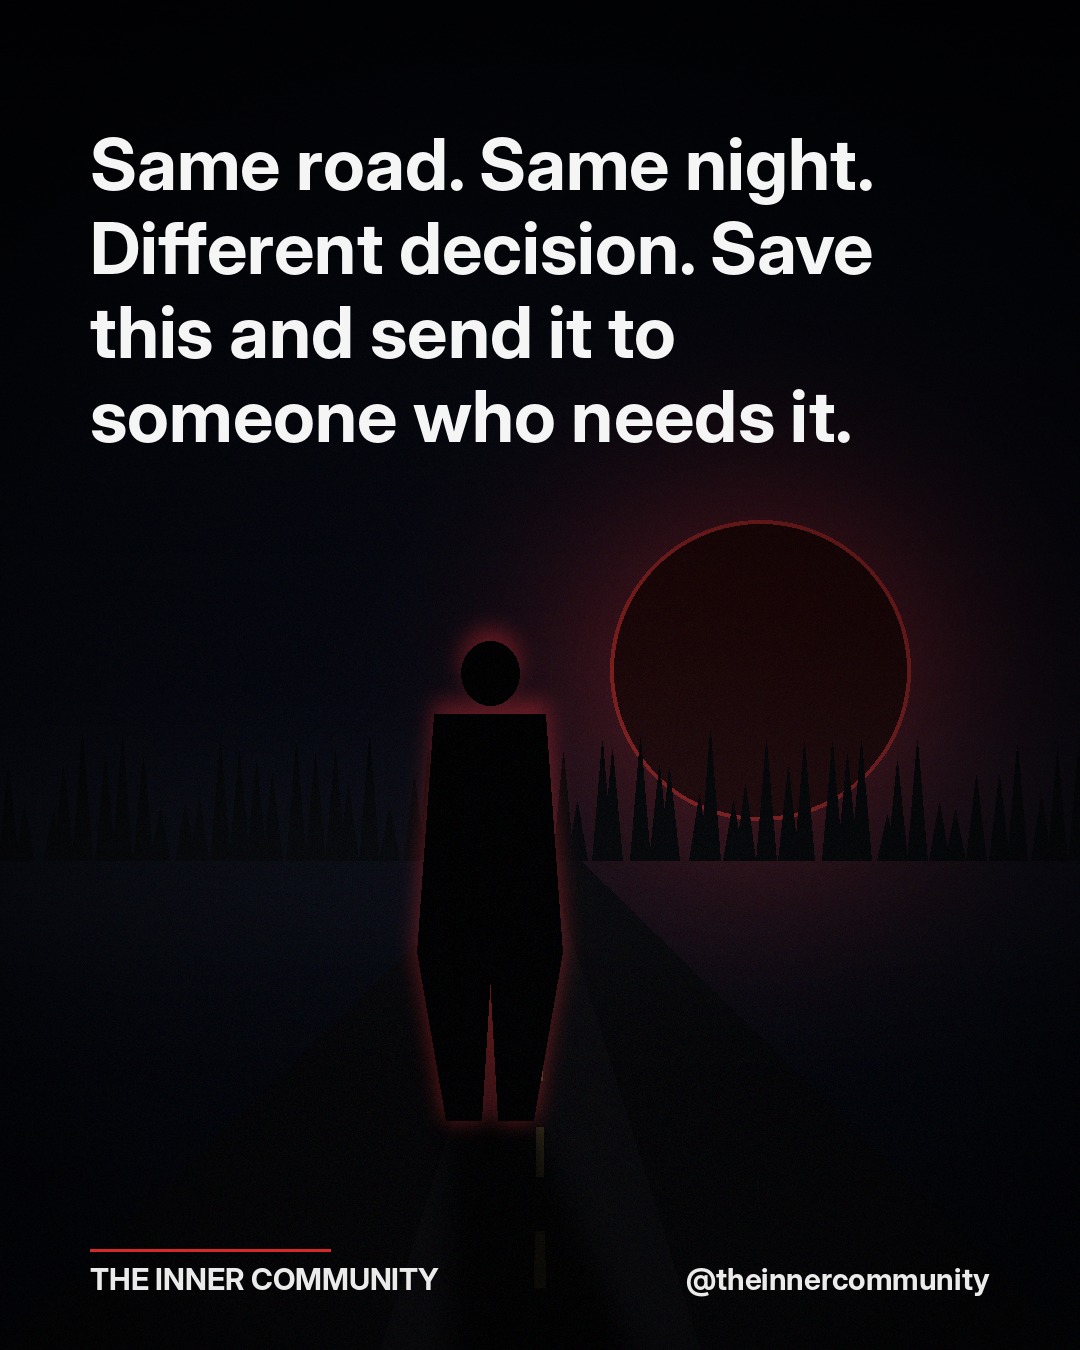 Same road. Same night.
Different decision. Save
this and send it to
someone who needs it.
THE INNER COMMUNITY
@theinnercommunity